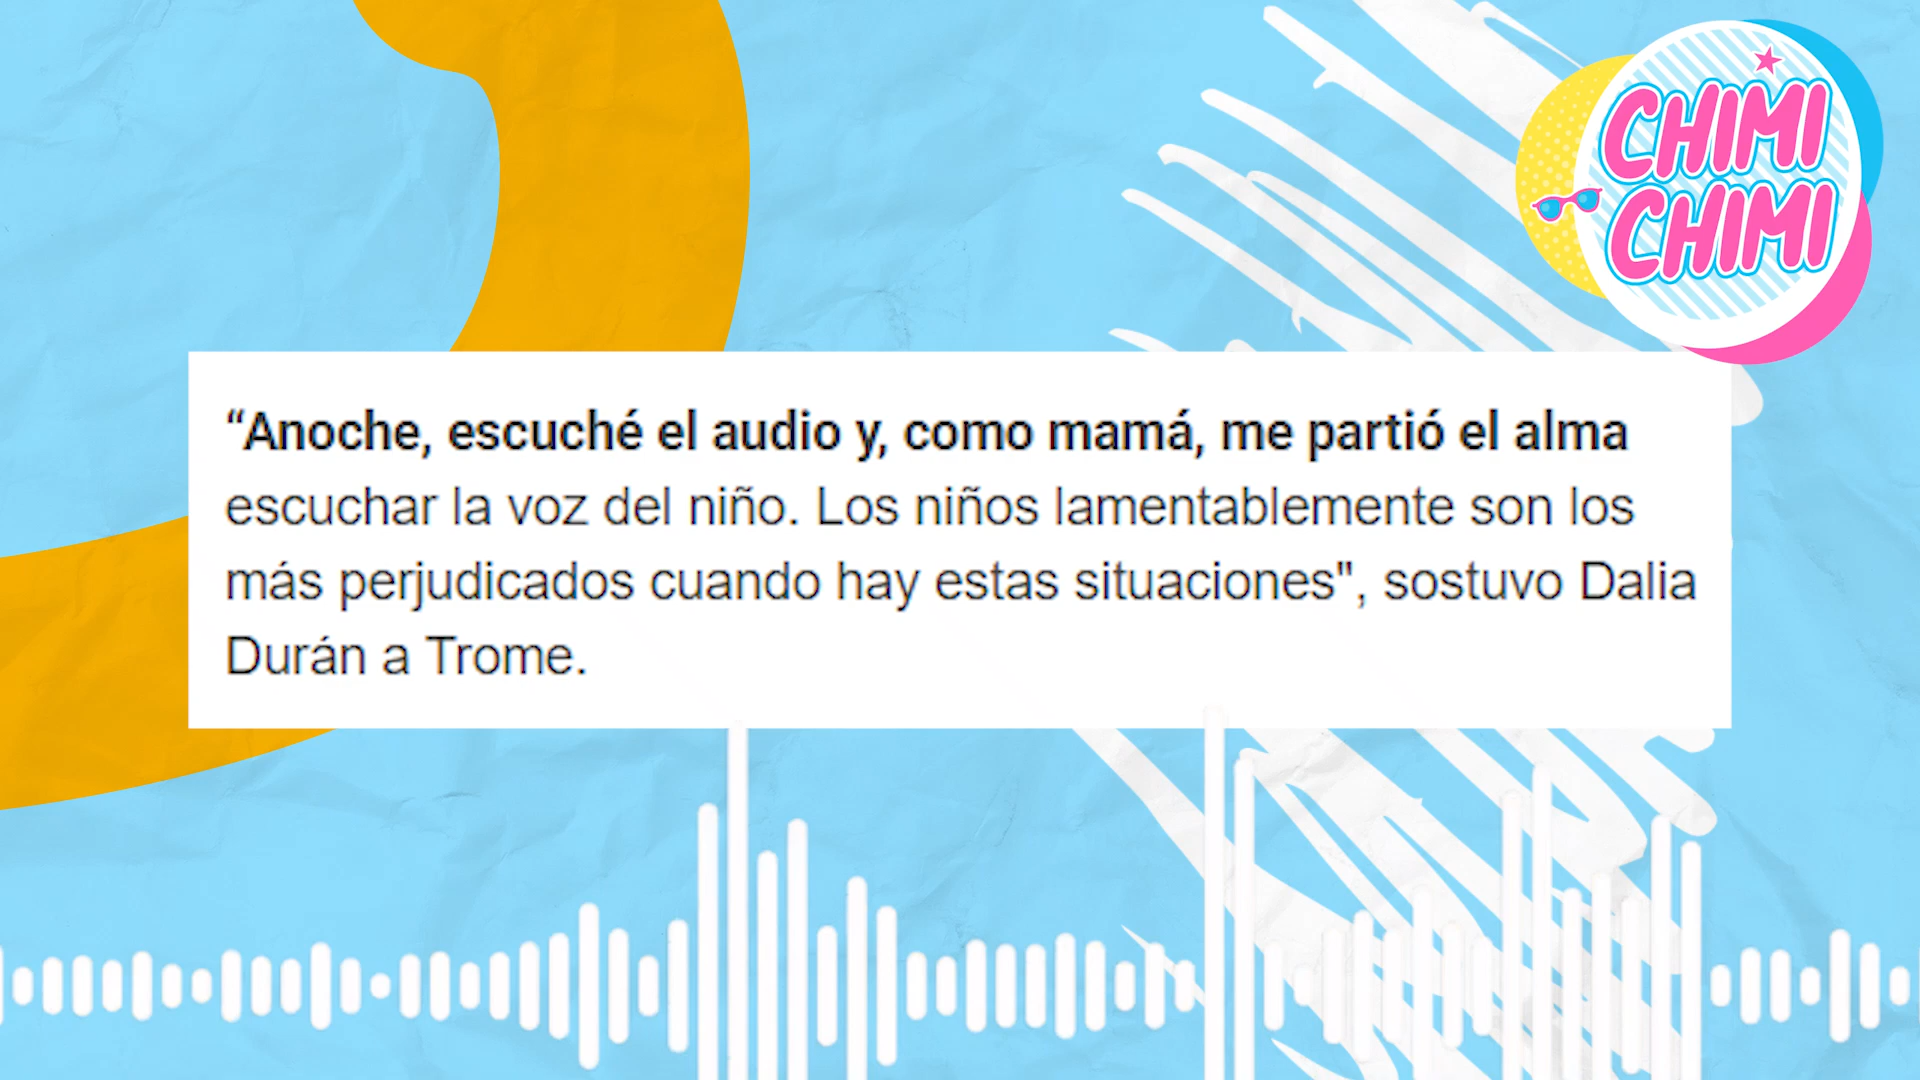 CHIMI
CHIMI
“Anoche, escuché el audio y, como mamá, me partió el alma
escuchar la voz del niño. Los niños lamentablemente son los
más perjudicados cuando hay estas situaciones", sostuvo Dalia
Durán a Trome.